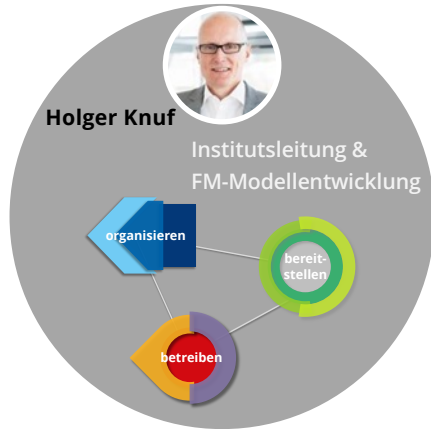 Holger Knuf
Institutsleitung &
FM-Modellentwicklung
organisieren
bereit-
stellen
betreiben